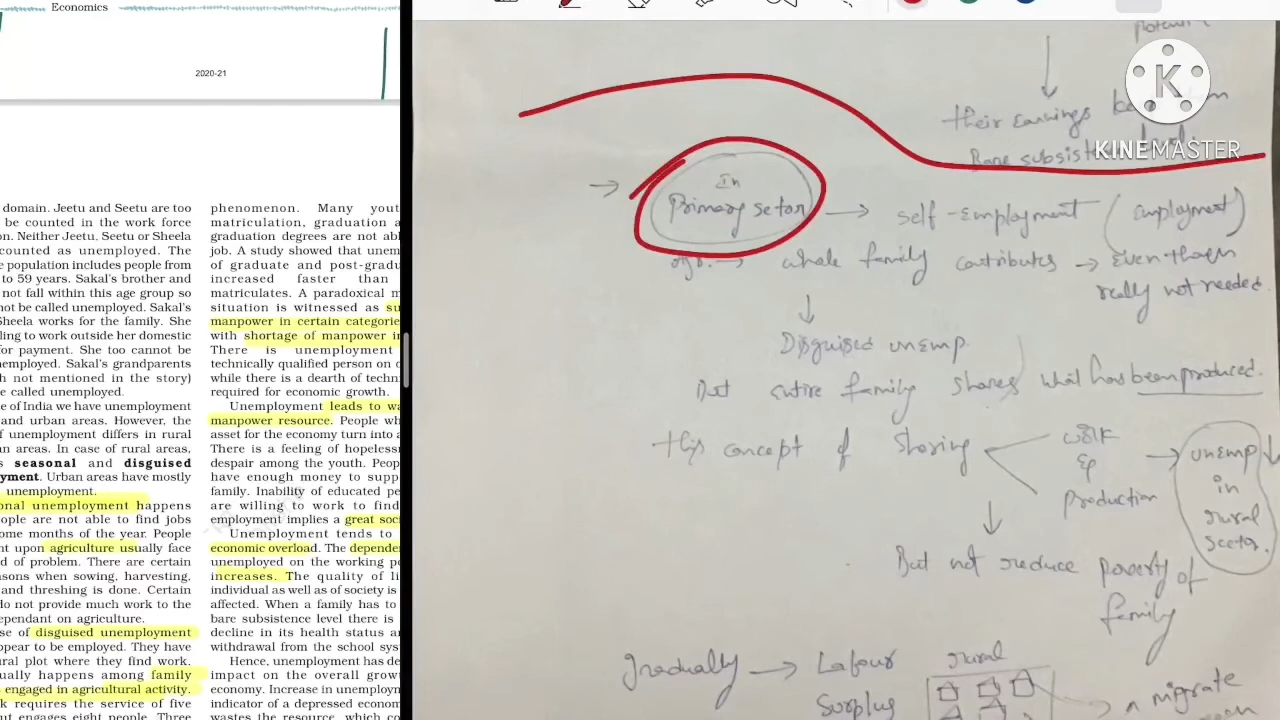 Economics
2020-21
domain. Jeetu and Seetu are too
be counted in the work force
on. Neither Jeetu, Seetu or Sheela
counted as unemployed. The
e population includes people from
to 59 years. Sakal's brother and
not fall within this age group so
not be called unemployed. Sakal's
Sheela works for the family. She
ling to work outside her domestic
for payment. She too cannot be
nemployed. Sakal's grandparents
h not mentioned in the story)
e called unemployed.
e of India we have unemployment
and urban areas. However, the
of unemployment differs in rural
an areas. In case of rural areas,
s seasonal and disguised
yment. Urban areas have mostly
unemployment.
onal unemployment happens
ople are not able to find jobs
ome months of the year. People
nt upon agriculture usually face
d of problem. There are certain
asons when sowing, harvesting,
and threshing is done. Certain
do not provide much work to the
dependant on agriculture.
se of disguised unemployment
ppear to be employed. They have
ural plot where they find work.
ually happens among family
engaged in agricultural activity.
k requires the service of five
ut engages eight people. Three
phenomenon. Many yout
matriculation, graduation a
graduation degrees are not abl
job. A study showed that unem
of graduate and post-gradu
increased faster than
matriculates. A paradoxical m
situation is witnessed as su
manpower in certain categorie
with shortage of manpower in
There is unemployment
technically qualified person on o
while there is a dearth of techn
required for economic growth.
Unemployment leads to wa
manpower resource. People wh
asset for the economy turn into a
There is a feeling of hopeless
despair among the youth. Peop
have enough money to supp
family. Inability of educated pe
are willing to work to find
employment implies a great soci
Unemployment tends to
economic overload. The depende
unemployed on the working po
increases. The quality of li
individual as well as of society is
affected. When a family has to
bare subsistence level there is
decline in its health status an
withdrawal from the school sys
Hence, unemployment has de
impact on the overall grow
economy. Increase in unemploym
indicator of a depressed econom
wastes the resource, which co
K
KINEMASTER
their earnings
Bare subsist
In
Primary sector → self-employment (employment)
→ whole family contributes → Even them
really not needed.
Disguised unemp.
But entire family shares what has been produced.
this concept of sharing
work
&
production
→ unemp ↓
in
rural
sector
But not reduce poverty of
family
Gradually → Labour
surplus
rural
→ migrate